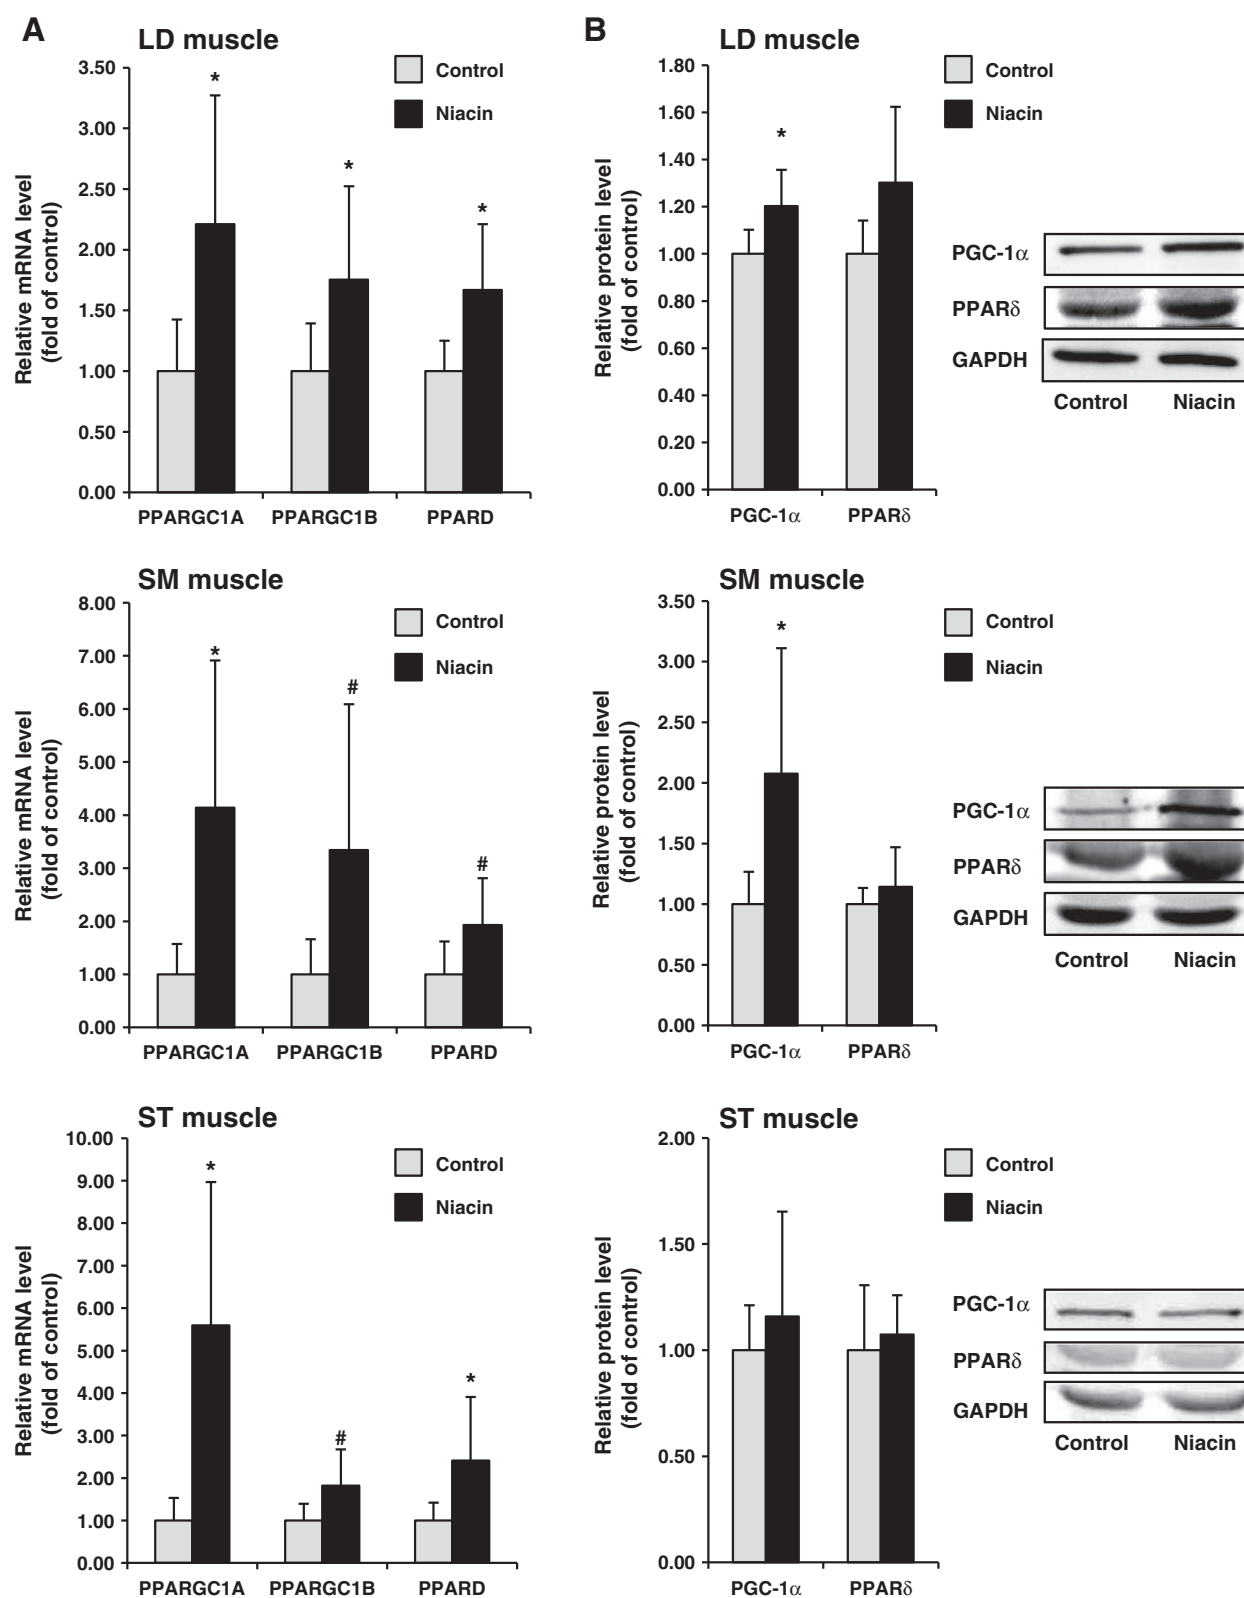 A
LD muscle
Control
Niacin
3.50
3.00
2.50
2.00
1.50
1.00
0.50
0.00
Relative mRNA level
(fold of control)
*
*
*
PPARGC1A
PPARGC1B
PPARD
SM muscle
Control
Niacin
8.00
7.00
6.00
5.00
4.00
3.00
2.00
1.00
0.00
Relative mRNA level
(fold of control)
*
#
#
PPARGC1A
PPARGC1B
PPARD
ST muscle
Control
Niacin
10.00
9.00
8.00
7.00
6.00
5.00
4.00
3.00
2.00
1.00
0.00
Relative mRNA level
(fold of control)
*
#
*
PPARGC1A
PPARGC1B
PPARD
B
LD muscle
Control
Niacin
1.80
1.60
1.40
1.20
1.00
0.80
0.60
0.40
0.20
0.00
Relative protein level
(fold of control)
*
PGC-1α
PPARδ
PGC-1α
PPARδ
GAPDH
Control Niacin
SM muscle
Control
Niacin
3.50
3.00
2.50
2.00
1.50
1.00
0.50
0.00
Relative protein level
(fold of control)
*
PGC-1α
PPARδ
PGC-1α
PPARδ
GAPDH
Control Niacin
ST muscle
Control
Niacin
2.00
1.50
1.00
0.50
0.00
Relative protein level
(fold of control)
PGC-1α
PPARδ
PGC-1α
PPARδ
GAPDH
Control Niacin